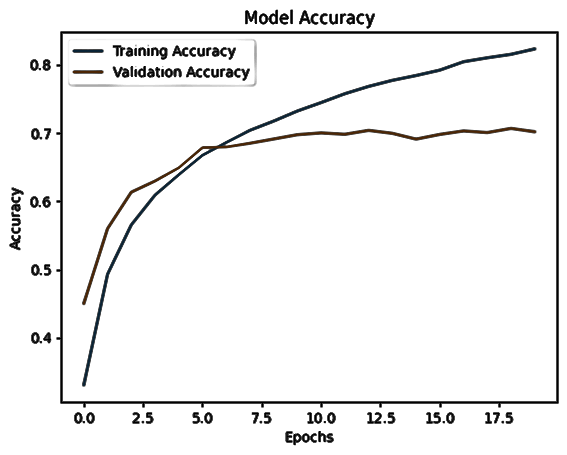 Model Accuracy
Training Accuracy
Validation Accuracy
Accuracy
0.8
0.7
0.6
0.5
0.4
0.0 2.5 5.0 7.5 10.0 12.5 15.0 17.5
Epochs